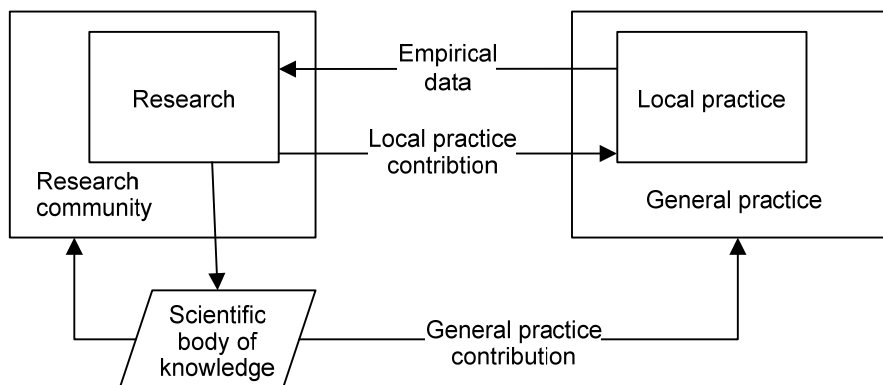 Empirical
data
Research
Local practice
Local practice
contribtion
Research
community
General practice
Scientific
body of
knowledge
General practice
contribution